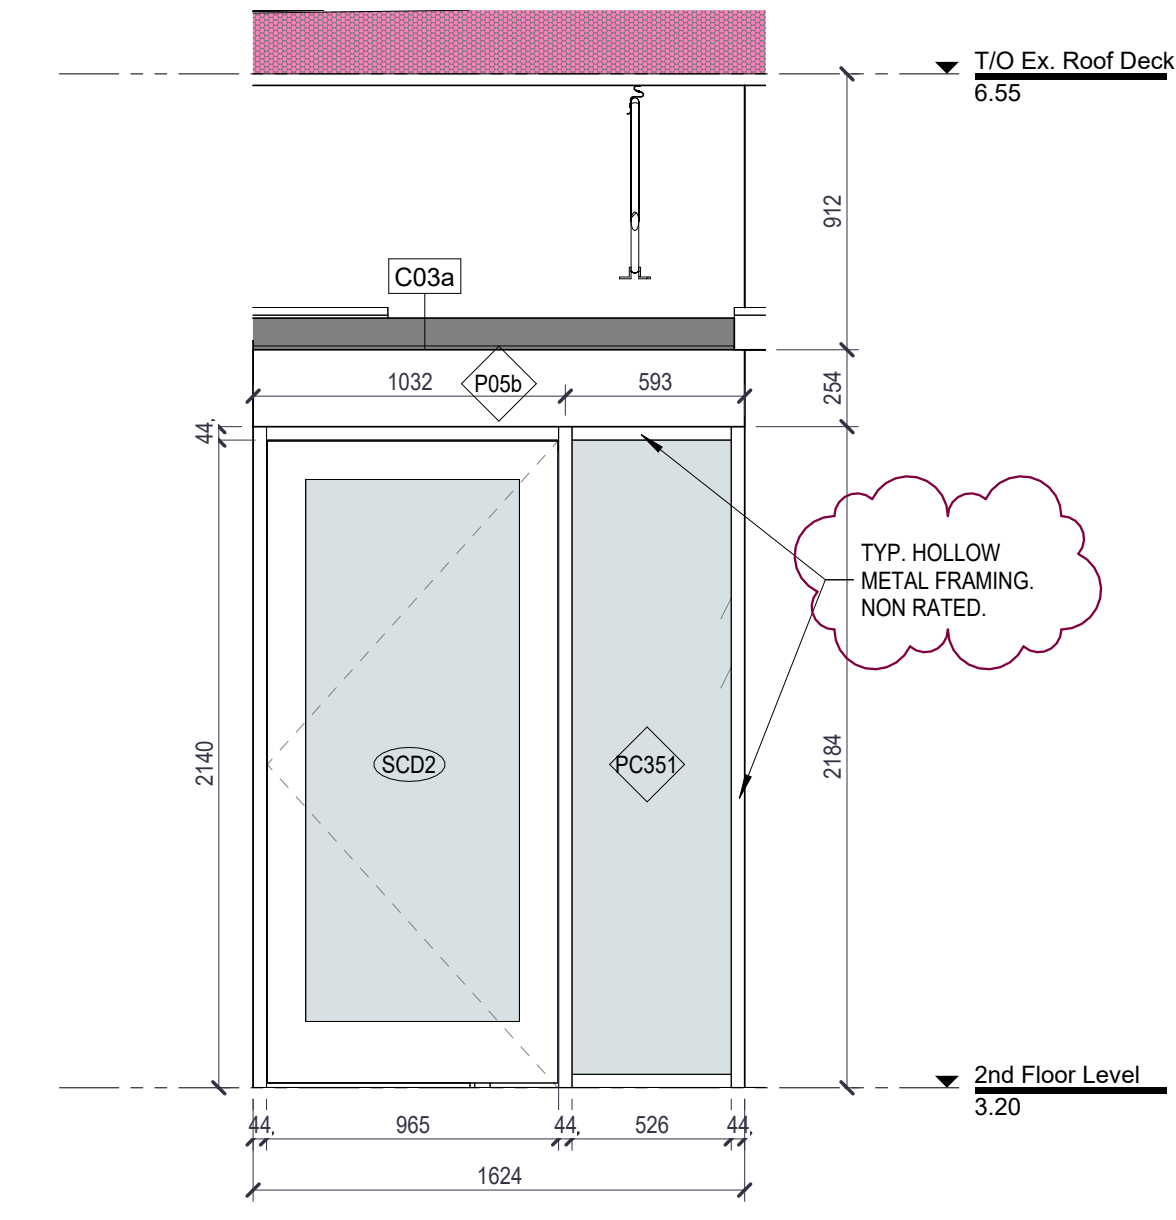 T/O Ex. Roof Deck
6.55
912
C03a
1032
P05b
593
254
44
TYP. HOLLOW
METAL FRAMING.
NON RATED.
2140
SCD2
PC351
2184
2nd Floor Level
3.20
44
965
44
526
44
1624